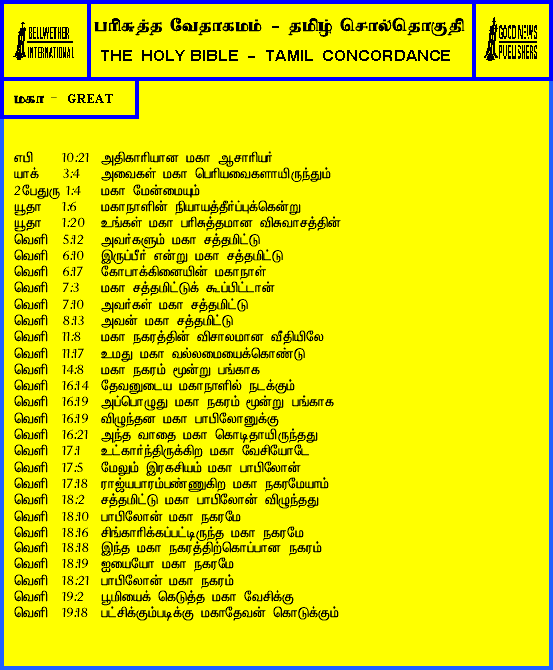 BELLWETHER
INTERNATIONAL
பரிசுத்த வேதாகமம் - தமிழ் சொல்தொகுதி
THE HOLY BIBLE - TAMIL CONCORDANCE
GOOD NEWS
PUBLISHERS
மகா - GREAT
எபி 10:21 அதிகாரியான மகா ஆசாரியர்
யாக் 3:4 அவைகள் மகா பெரியவைகளாயிருந்தும்
2பேதுரு 1:4 மகா மேன்மையும்
யூதா 1:6 மகாநாளின் நியாயத்தீர்ப்புக்கென்று
யூதா 1:20 உங்கள் மகா பரிசுத்தமான விசுவாசத்தின்
வெளி 5:12 அவர்களும் மகா சத்தமிட்டு
வெளி 6:10 இருப்பீர் என்று மகா சத்தமிட்டு
வெளி 6:17 கோபாக்கினையின் மகாநாள்
வெளி 7:3 மகா சத்தமிட்டுக் கூப்பிட்டான்
வெளி 7:10 அவர்கள் மகா சத்தமிட்டு
வெளி 8:13 அவன் மகா சத்தமிட்டு
வெளி 11:8 மகா நகரத்தின் விசாலமான வீதியிலே
வெளி 11:17 உமது மகா வல்லமையைக்கொண்டு
வெளி 14:8 மகா நகரம் மூன்று பங்காக
வெளி 16:14 தேவனுடைய மகாநாளில் நடக்கும்
வெளி 16:19 அப்பொழுது மகா நகரம் மூன்று பங்காக
வெளி 16:19 விழுந்தன மகா பாபிலோனுக்கு
வெளி 16:21 அந்த வாதை மகா கொடிதாயிருந்தது
வெளி 17:1 உட்கார்ந்திருக்கிற மகா வேசியோடே
வெளி 17:5 மேலும் இரகசியம் மகா பாபிலோன்
வெளி 17:18 ராஜ்யபாரம்பண்ணுகிற மகா நகரமேயாம்
வெளி 18:2 சத்தமிட்டு மகா பாபிலோன் விழுந்தது
வெளி 18:10 பாபிலோன் மகா நகரமே
வெளி 18:16 சிங்காரிக்கப்பட்டிருந்த மகா நகரமே
வெளி 18:18 இந்த மகா நகரத்திற்கொப்பான நகரம்
வெளி 18:19 ஐயையோ மகா நகரமே
வெளி 18:21 பாபிலோன் மகா நகரம்
வெளி 19:2 பூமியைக் கெடுத்த மகா வேசிக்கு
வெளி 19:18 பட்சிக்கும்படிக்கு மகாதேவன் கொடுக்கும்